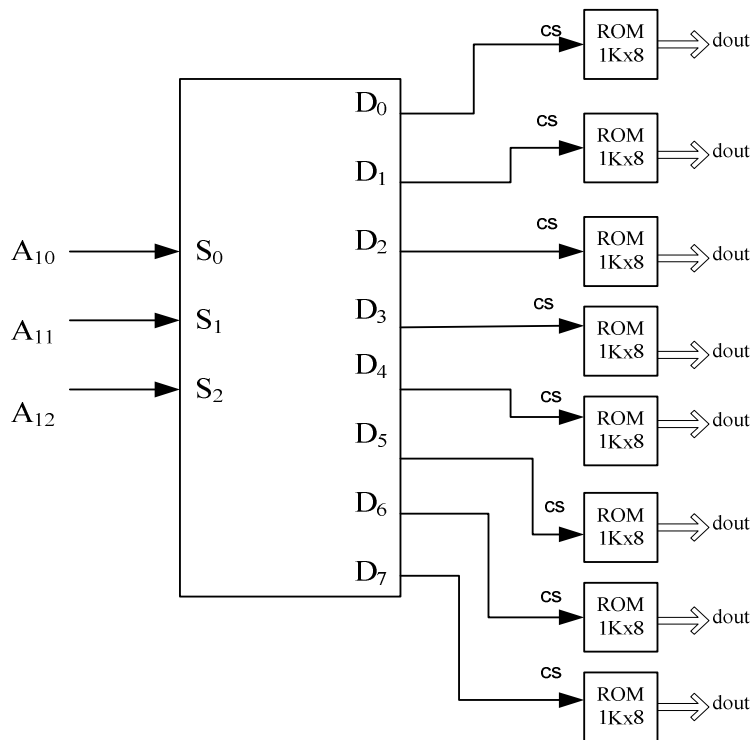 A10
A11
A12
S0
S1
S2
D0
D1
D2
D3
D4
D5
D6
D7
CS
ROM
1Kx8
dout
CS
ROM
1Kx8
dout
CS
ROM
1Kx8
dout
CS
ROM
1Kx8
dout
CS
ROM
1Kx8
dout
CS
ROM
1Kx8
dout
CS
ROM
1Kx8
dout
CS
ROM
1Kx8
dout